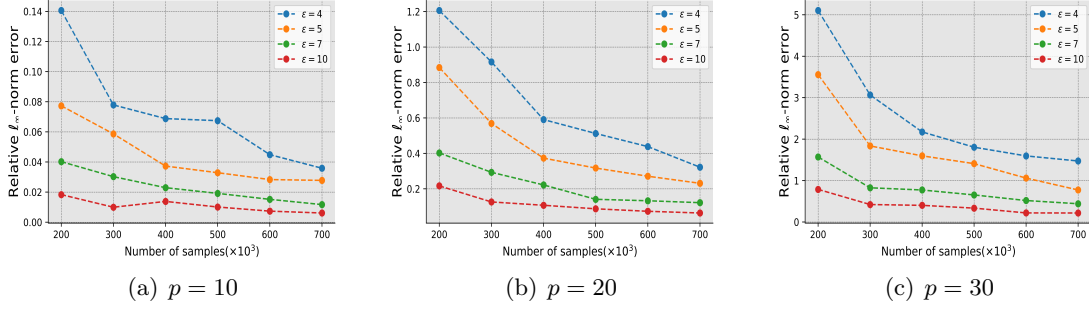 Relative ℓ∞-norm error
0.14
0.12
0.10
0.08
0.06
0.04
0.02
0.00
200 300 400 500 600 700
Number of samples(×10³)
ε = 4
ε = 5
ε = 7
ε = 10
(a) p = 10
Relative ℓ∞-norm error
1.2
1.0
0.8
0.6
0.4
0.2
200 300 400 500 600 700
Number of samples(×10³)
ε = 4
ε = 5
ε = 7
ε = 10
(b) p = 20
Relative ℓ∞-norm error
5
4
3
2
1
0
200 300 400 500 600 700
Number of samples(×10³)
ε = 4
ε = 5
ε = 7
ε = 10
(c) p = 30